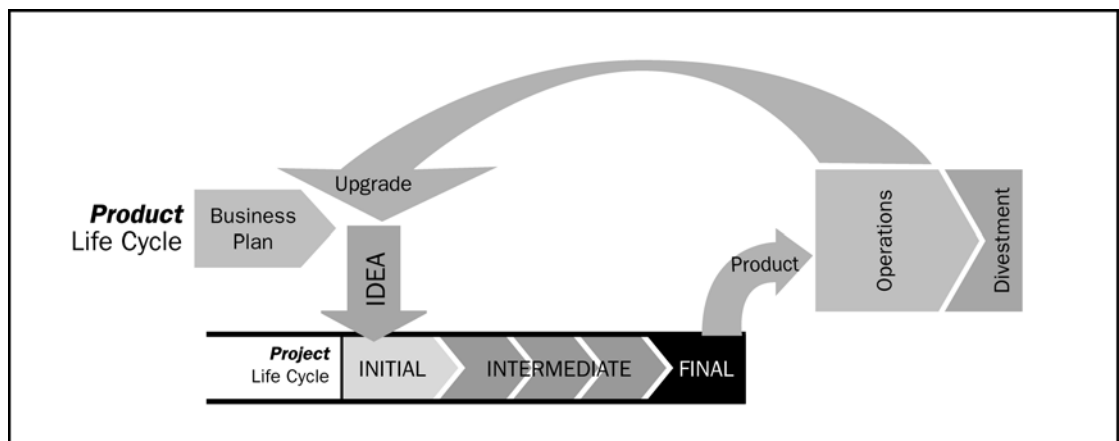 Upgrade
Product
Life Cycle
Business
Plan
IDEA
Product
Operations
Divestment
Project
Life Cycle
INITIAL
INTERMEDIATE
FINAL